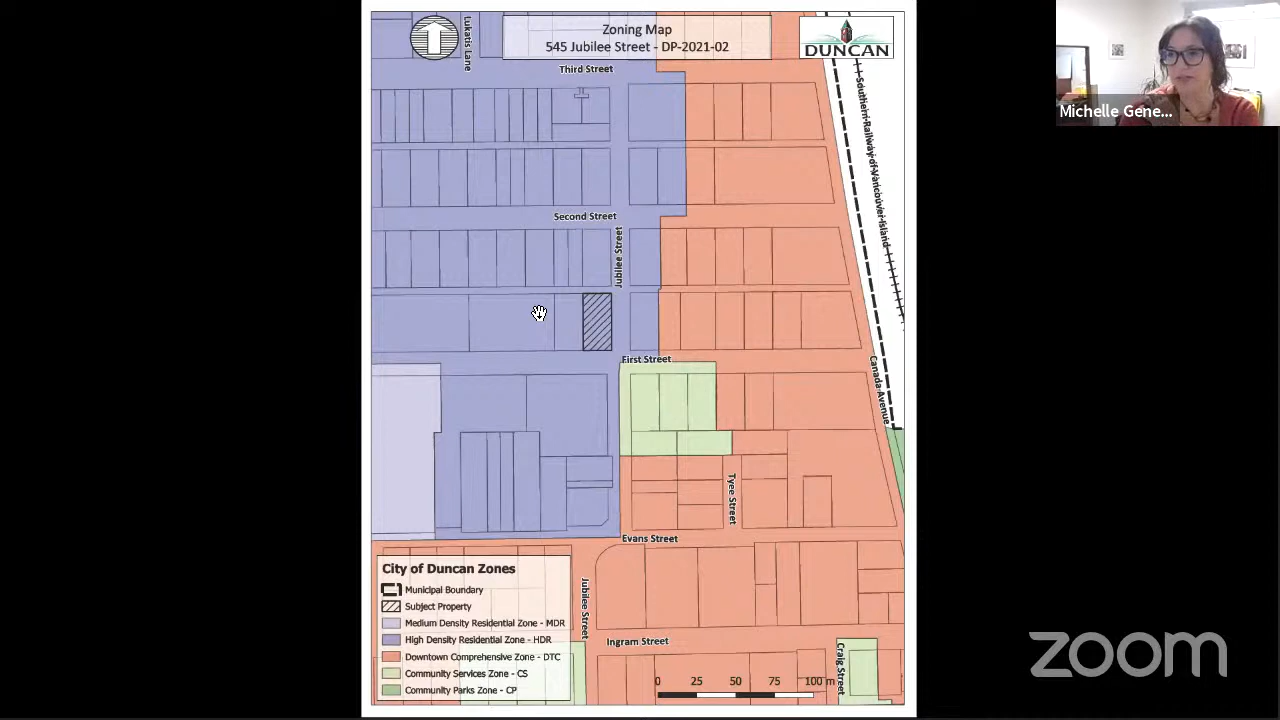 Zoning Map
545 Jubilee Street - DP-2021-02
DUNCAN
Lukatis Lane
Third Street
Southern Railway of Vancouver Island
Second Street
Jubilee Street
First Street
Canada Avenue
Tyee Street
Evans Street
Jubilee Street
Ingram Street
Craig Street
City of Duncan Zones
Municipal Boundary
Subject Property
Medium Density Residential Zone - MDR
High Density Residential Zone - HDR
Downtown Comprehensive Zone - DTC
Community Services Zone - CS
Community Parks Zone - CP
0 25 50 75 100 m
Michelle Gene...
zoom